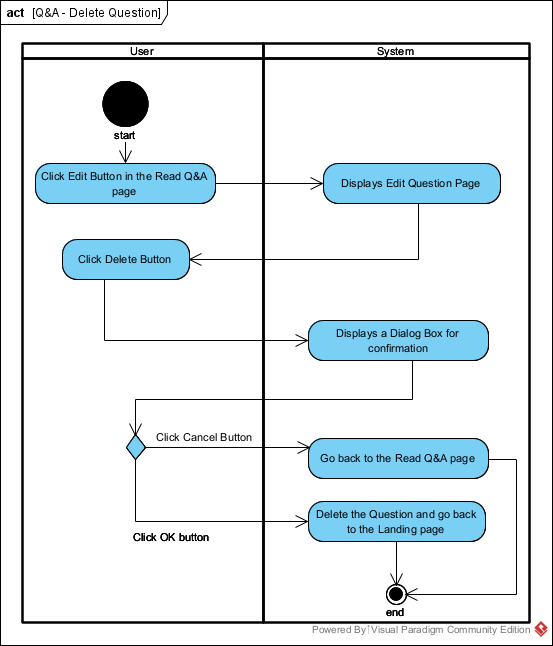 act [Q&A - Delete Question]
User
System
start
Click Edit Button in the Read Q&A
page
Displays Edit Question Page
Click Delete Button
Displays a Dialog Box for
confirmation
Click Cancel Button
Go back to the Read Q&A page
Delete the Question and go back
to the Landing page
Click OK button
end
Powered By Visual Paradigm Community Edition